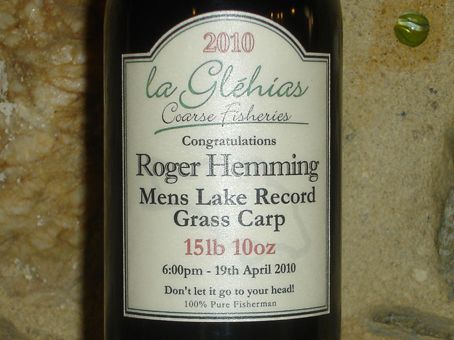 2010
la Gléhias
Coarse Fisheries
Congratulations
Roger Hemming
Mens Lake Record
Grass Carp
15lb 10oz
6:00pm - 19th April 2010
Don't let it go to your head!
100% Pure Fisherman